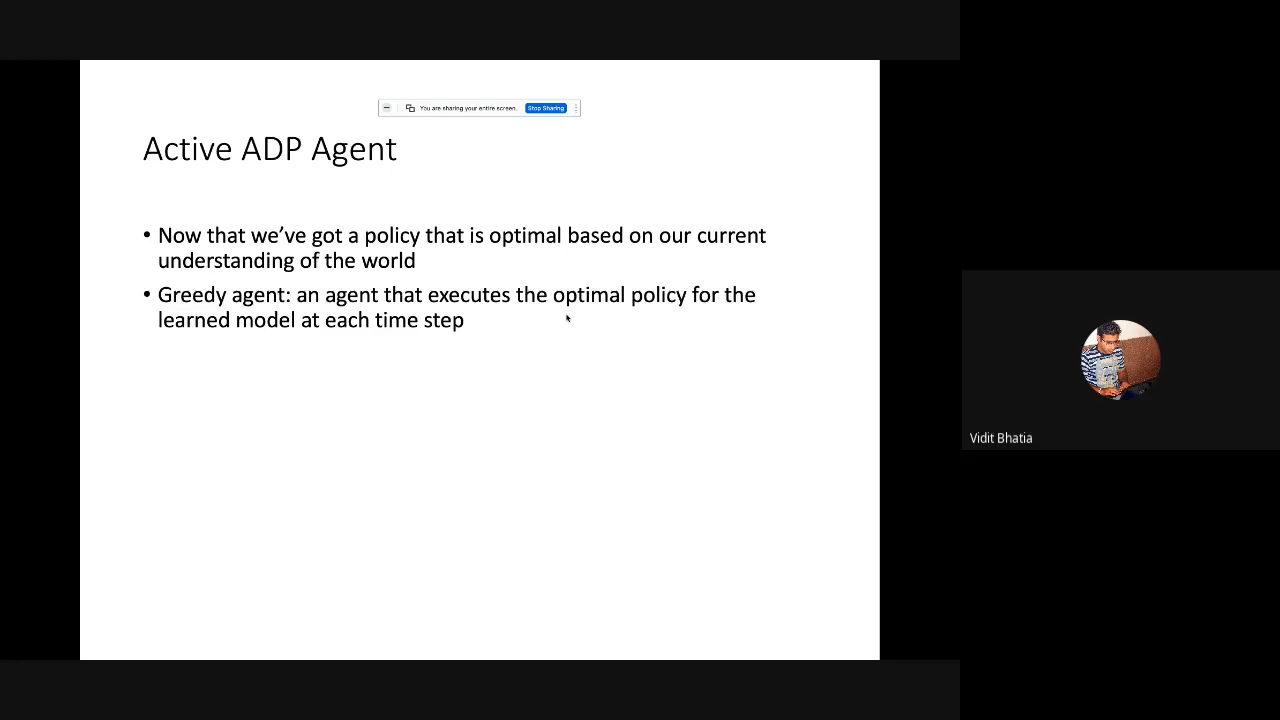 You are sharing your entire screen. Stop Sharing
Active ADP Agent
• Now that we’ve got a policy that is optimal based on our current
understanding of the world
• Greedy agent: an agent that executes the optimal policy for the
learned model at each time step
Vidit Bhatia